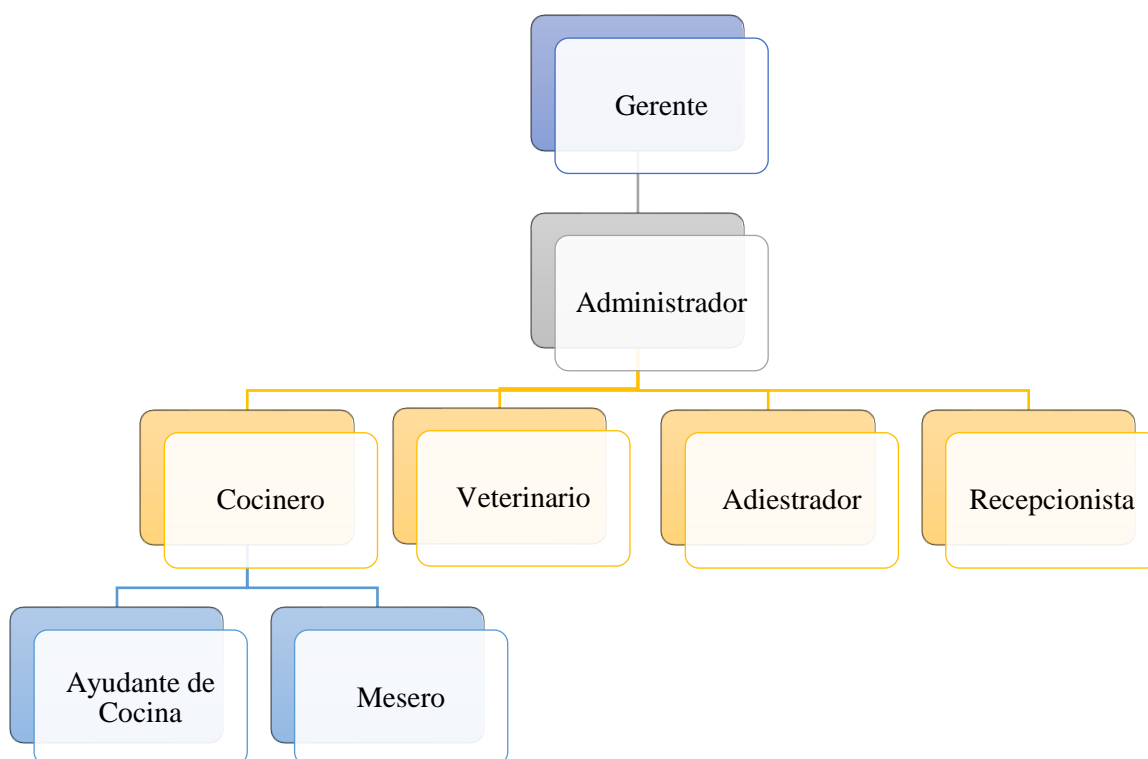 Gerente
Administrador
Cocinero
Veterinario
Adiestrador
Recepcionista
Ayudante de
Cocina
Mesero